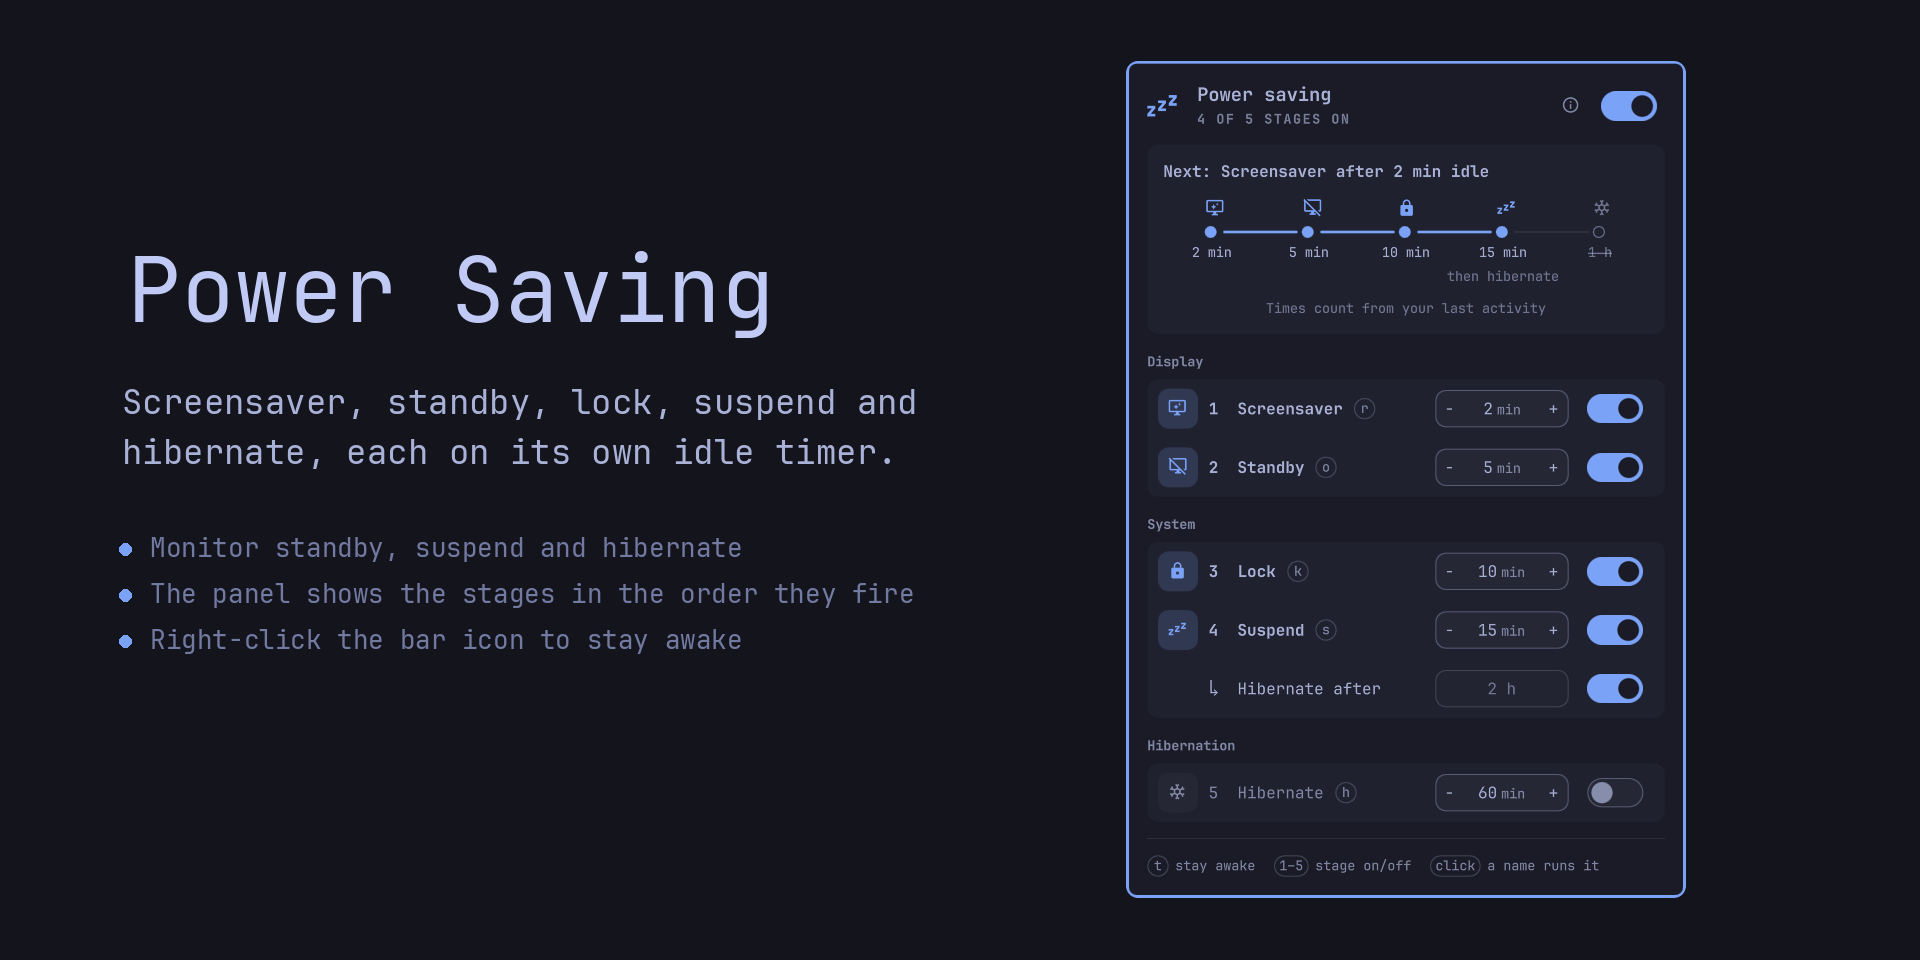 Power Saving
Screensaver, standby, lock, suspend and
hibernate, each on its own idle timer.
Monitor standby, suspend and hibernate
The panel shows the stages in the order they fire
Right-click the bar icon to stay awake
zzz Power saving
4 OF 5 STAGES ON
Next: Screensaver after 2 min idle
zzz
2 min 5 min 10 min 15 min 1 h
then hibernate
Times count from your last activity
Display
1 Screensaver r - 2 min +
2 Standby o - 5 min +
System
3 Lock k - 10 min +
zzz 4 Suspend s - 15 min +
↳ Hibernate after 2 h
Hibernation
5 Hibernate h - 60 min +
t stay awake 1-5 stage on/off click a name runs it